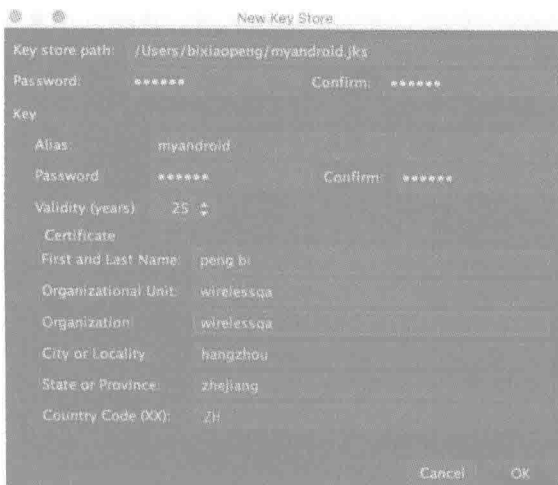 New Key Store
Key store path: /Users/bixiaopeng/myandroid.jks
Password: ****** Confirm: ******
Key
Alias: myandroid
Password: ****** Confirm: ******
Validity (years): 25
Certificate
First and Last Name: peng bi
Organizational Unit: wirelessqa
Organization: wirelessqa
City or Locality: hangzhou
State or Province: zhejiang
Country Code (XX): ZH
Cancel OK